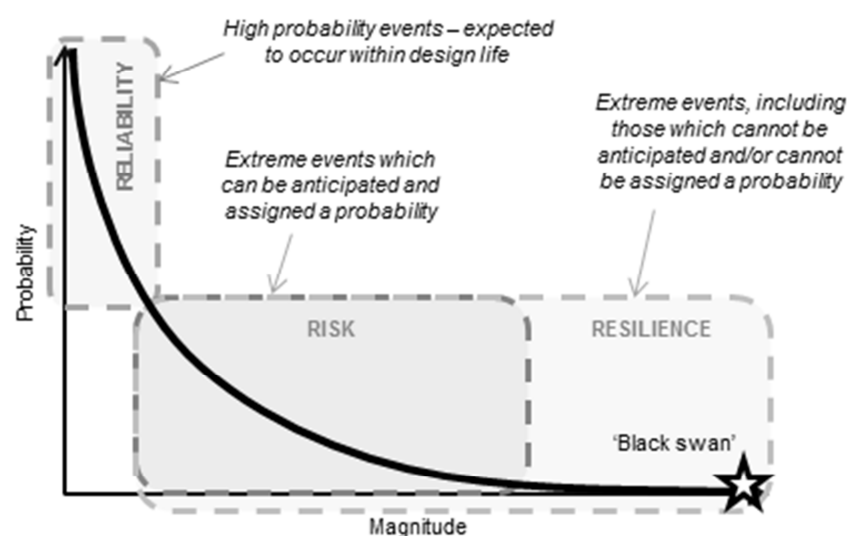 High probability events – expected
to occur within design life
RELIABILITY
Extreme events, including
those which cannot be
anticipated and/or cannot
be assigned a probability
Extreme events which
can be anticipated and
assigned a probability
Probability
RISK
RESILIENCE
‘Black swan’
Magnitude